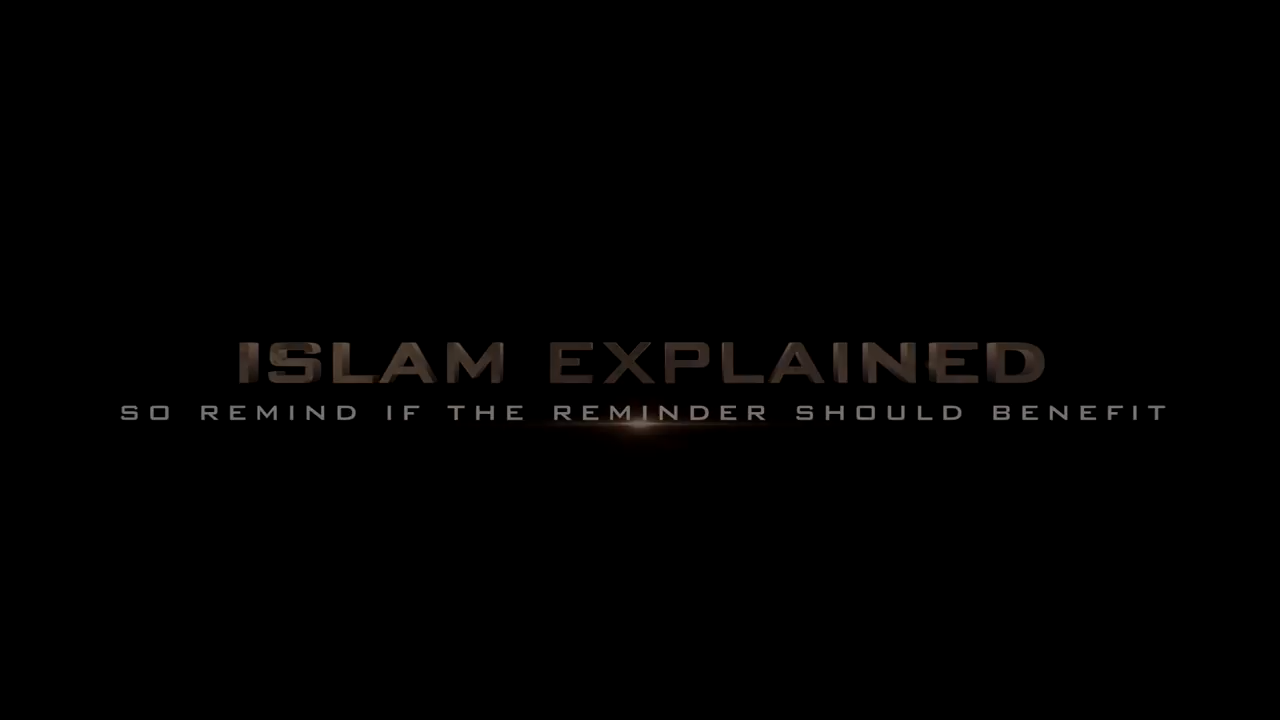 ISLAM EXPLAINED
SO REMIND IF THE REMINDER SHOULD BENEFIT